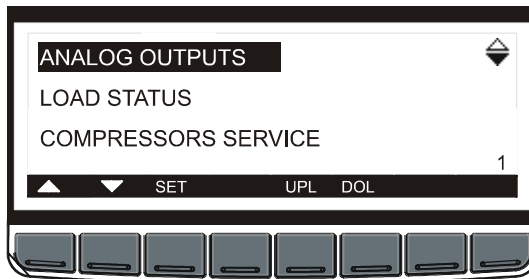 ANALOG OUTPUTS
LOAD STATUS
COMPRESSORS SERVICE
1
SET UPL DOL